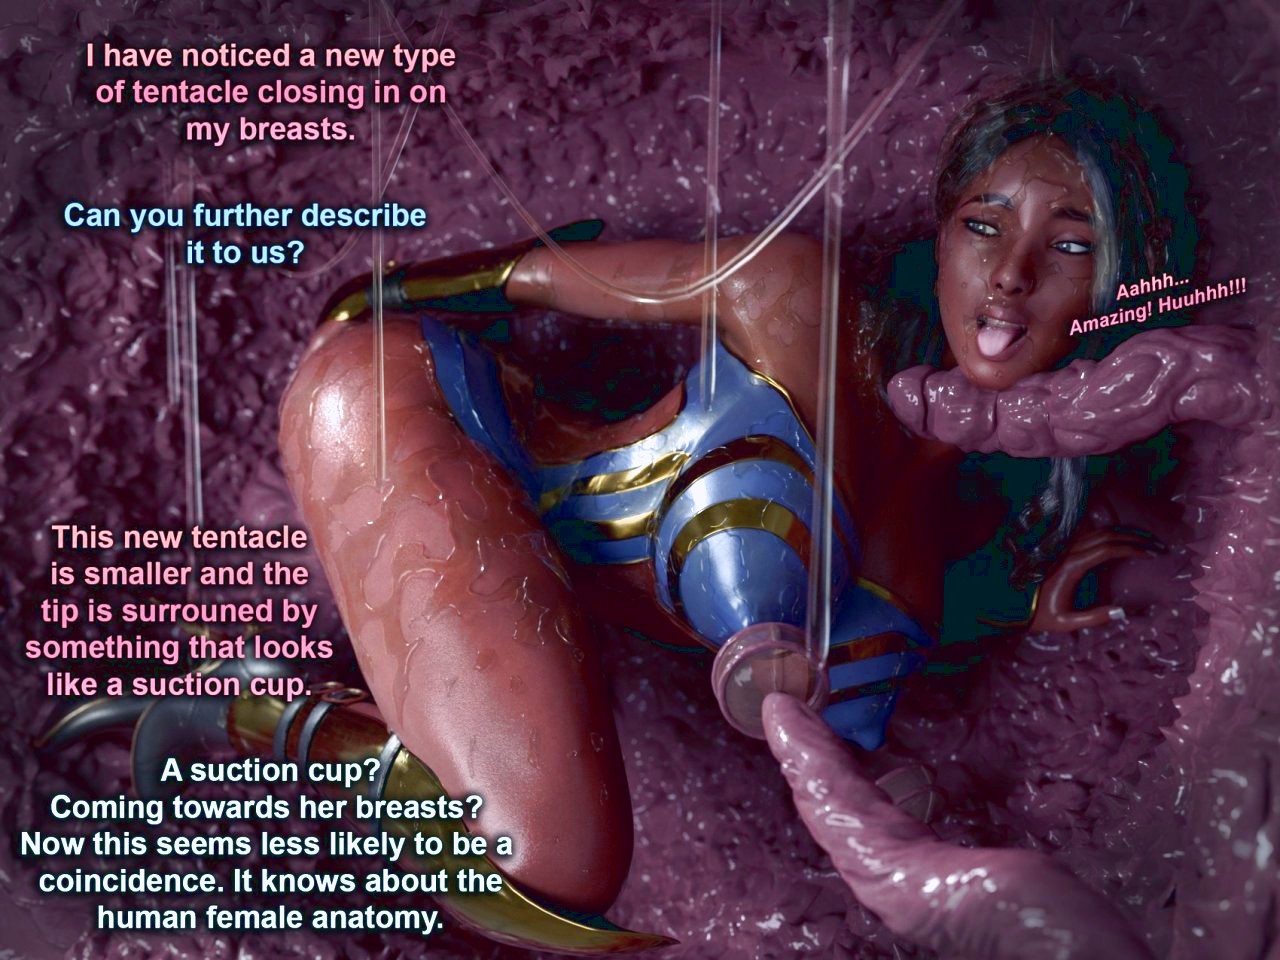 I have noticed a new type
of tentacle closing in on
my breasts.
Can you further describe
it to us?
Aahhh...
Amazing! Huuhhh!!!
This new tentacle
is smaller and the
tip is surrouned by
something that looks
like a suction cup.
A suction cup?
Coming towards her breasts?
Now this seems less likely to be a
coincidence. It knows about the
human female anatomy.